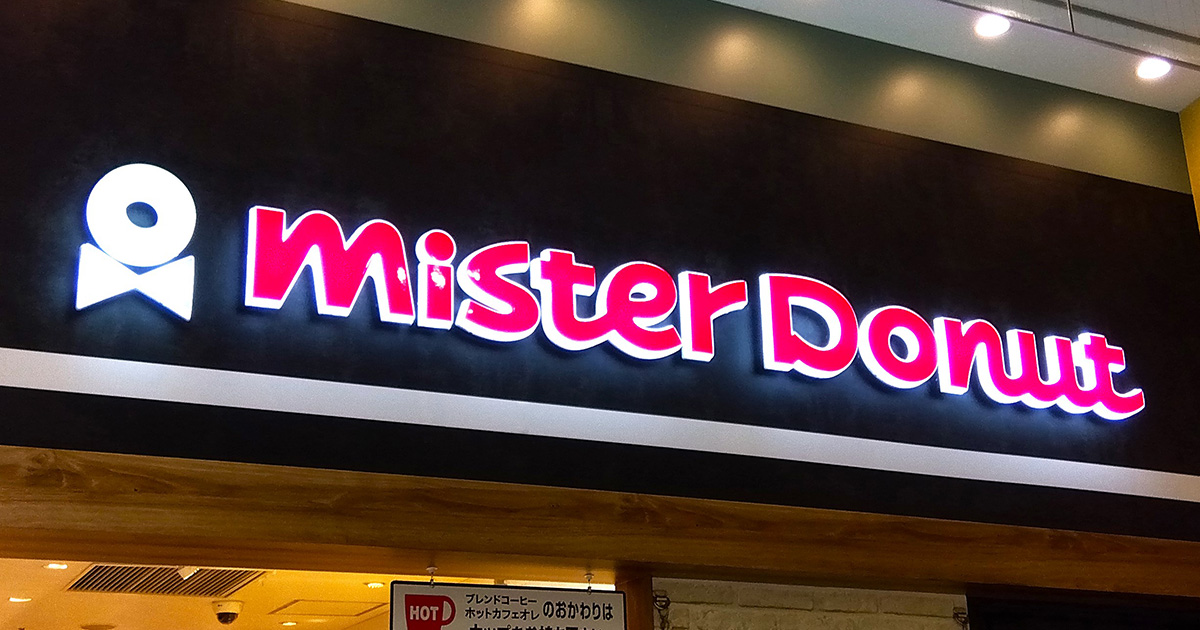 mister Donut
HOT
ブレンドコーヒー
ホットカフェオレ のおかわりは